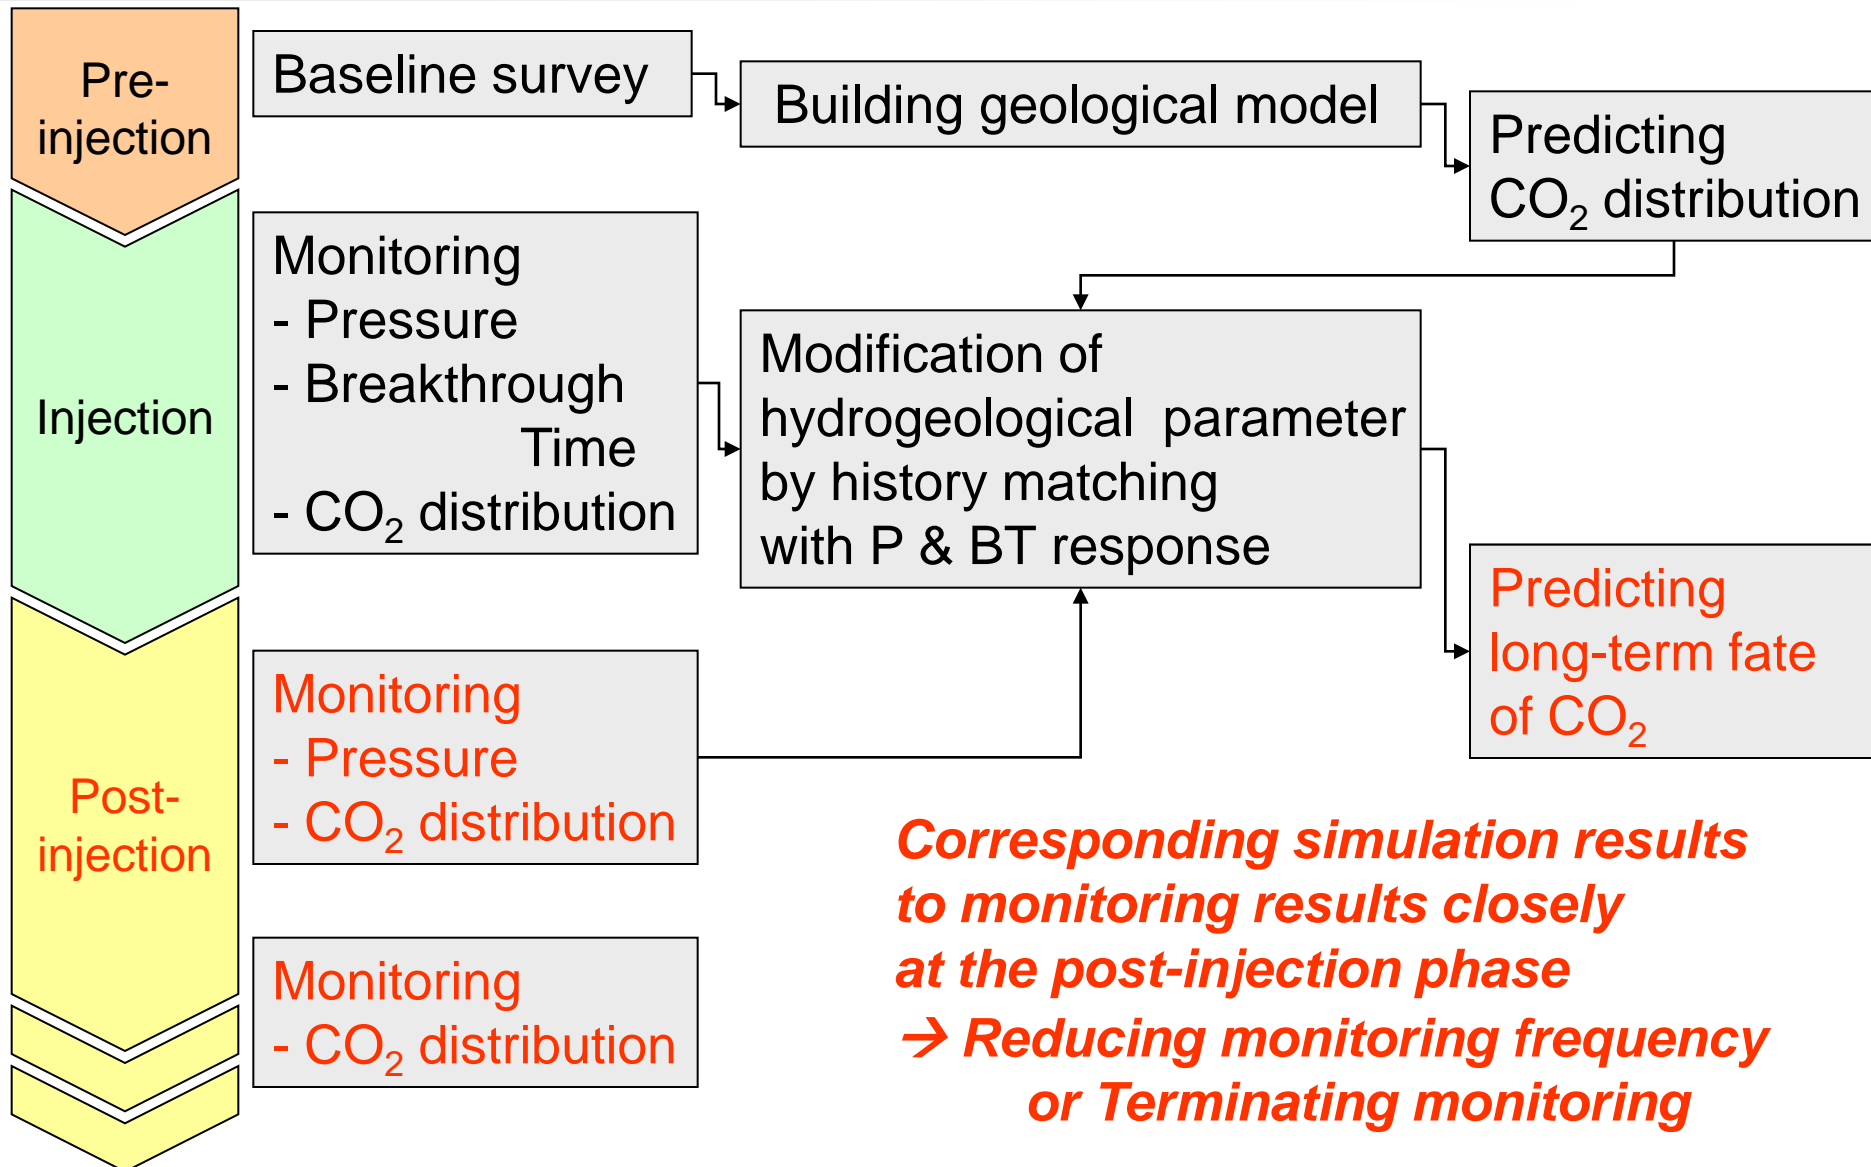 Pre-
injection
Baseline survey
Building geological model
Predicting
CO₂ distribution
Injection
Monitoring
- Pressure
- Breakthrough
Time
- CO₂ distribution
Modification of
hydrogeological parameter
by history matching
with P & BT response
Predicting
long-term fate
of CO₂
Post-
injection
Monitoring
- Pressure
- CO₂ distribution
Monitoring
- CO₂ distribution
Corresponding simulation results
to monitoring results closely
at the post-injection phase
→ Reducing monitoring frequency
or Terminating monitoring